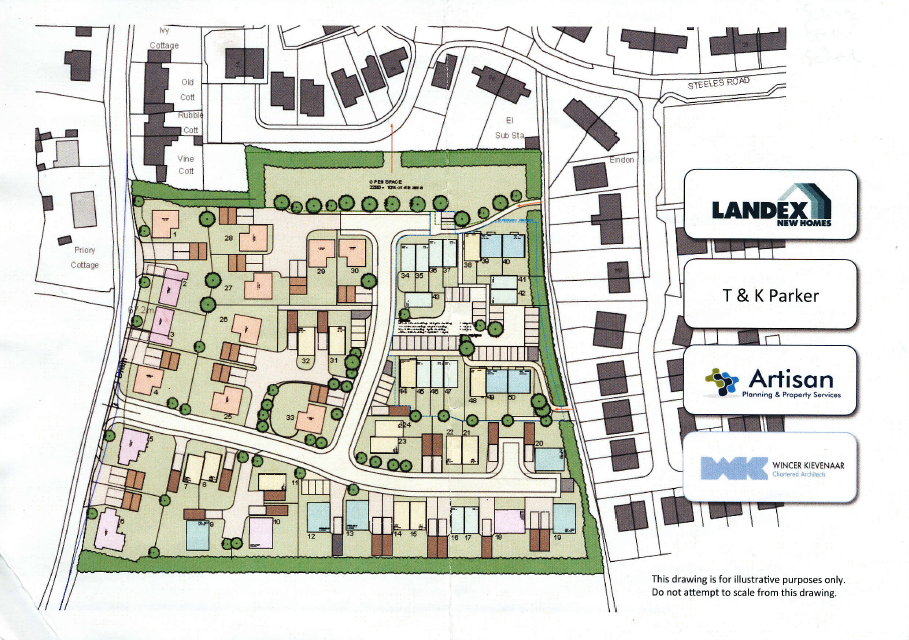 Ivy
Cottage
Old
Cott
Rubble
Cott
Vine
Cott
Priory
Cottage
El
Sub Sta
Elndon
STEELES ROAD
OPEN SPACE
1
2
3
4
5
6
7
8
9
10
11
12
13
14
15
16
17
18
19
20
21
22
23
24
25
26
27
28
29
30
31
32
33
34
35
36
37
38
39
40
41
42
43
44
45
46
47
48
49
50
LANDEX
NEW HOMES
T & K Parker
Artisan
Planning & Property Services
WINCER KIEVENAAR
Chartered Architects
This drawing is for illustrative purposes only.
Do not attempt to scale from this drawing.